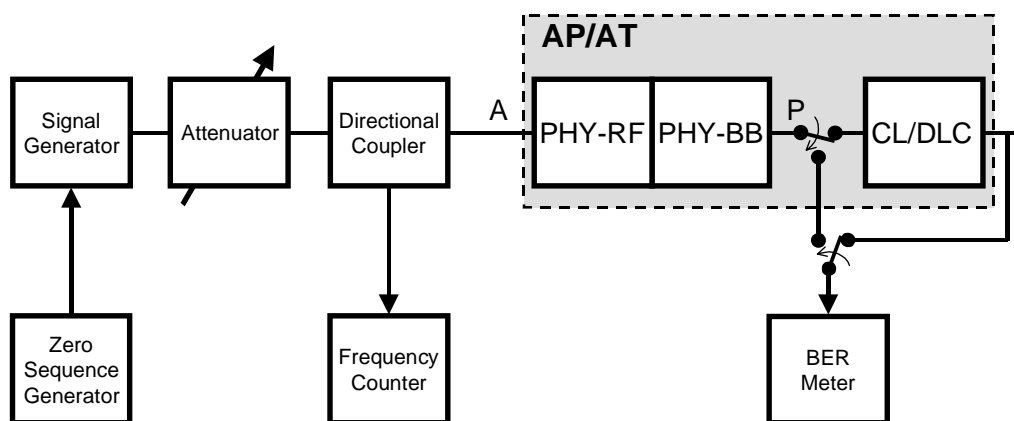 AP/AT
Signal
Generator
Attenuator
Directional
Coupler
A
PHY-RF
PHY-BB
P
CL/DLC
Zero
Sequence
Generator
Frequency
Counter
BER
Meter